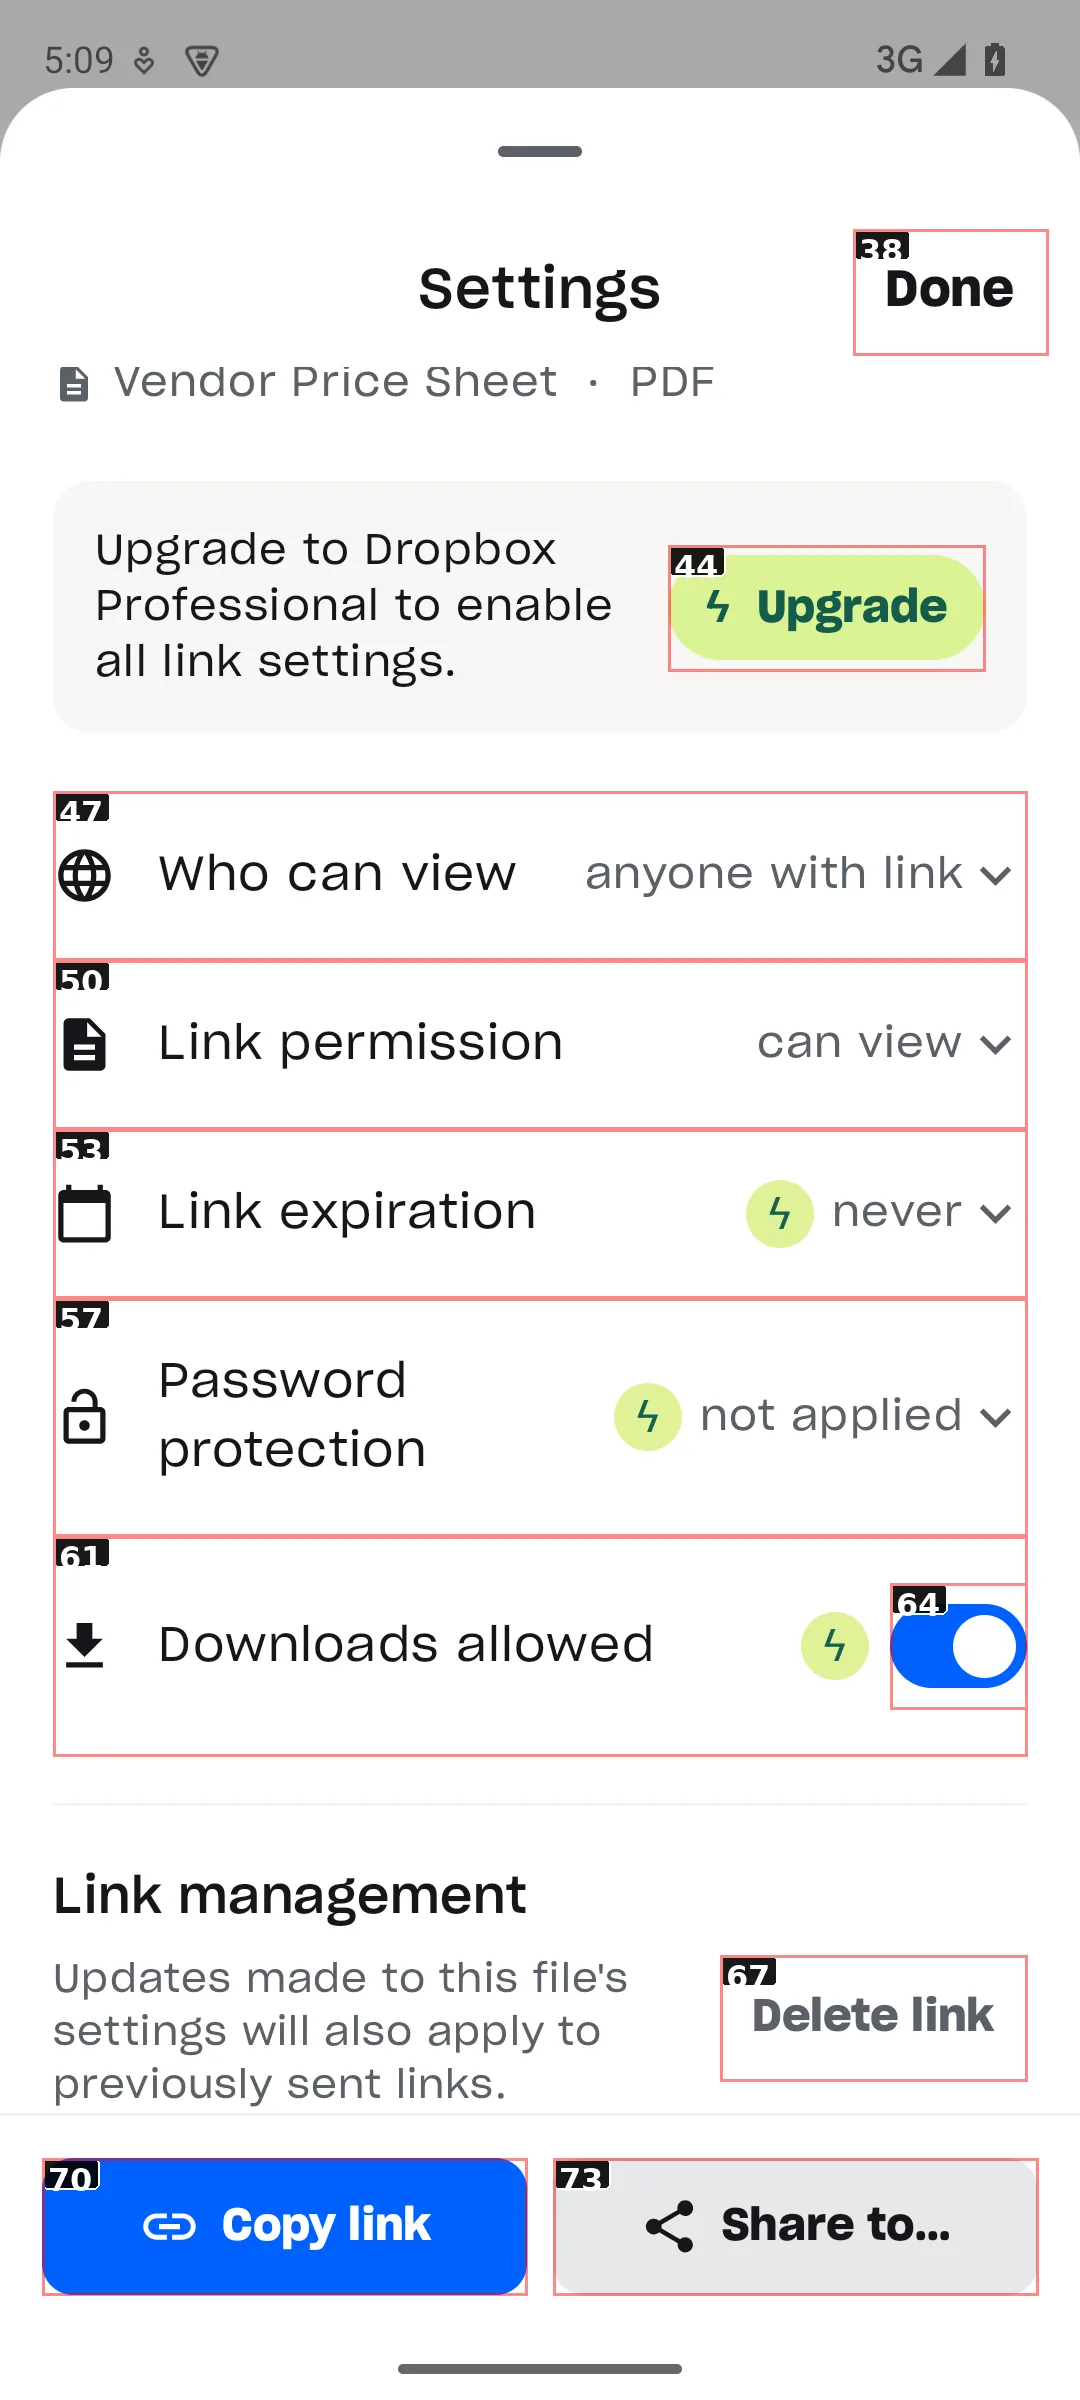 5:09
3G
38
Settings
Done
Vendor Price Sheet · PDF
Upgrade to Dropbox
Professional to enable
all link settings.
44
Upgrade
47
Who can view
anyone with link
50
Link permission
can view
53
Link expiration
never
57
Password
protection
not applied
61
Downloads allowed
64
Link management
Updates made to this file's
settings will also apply to
previously sent links.
67
Delete link
70
Copy link
73
Share to...